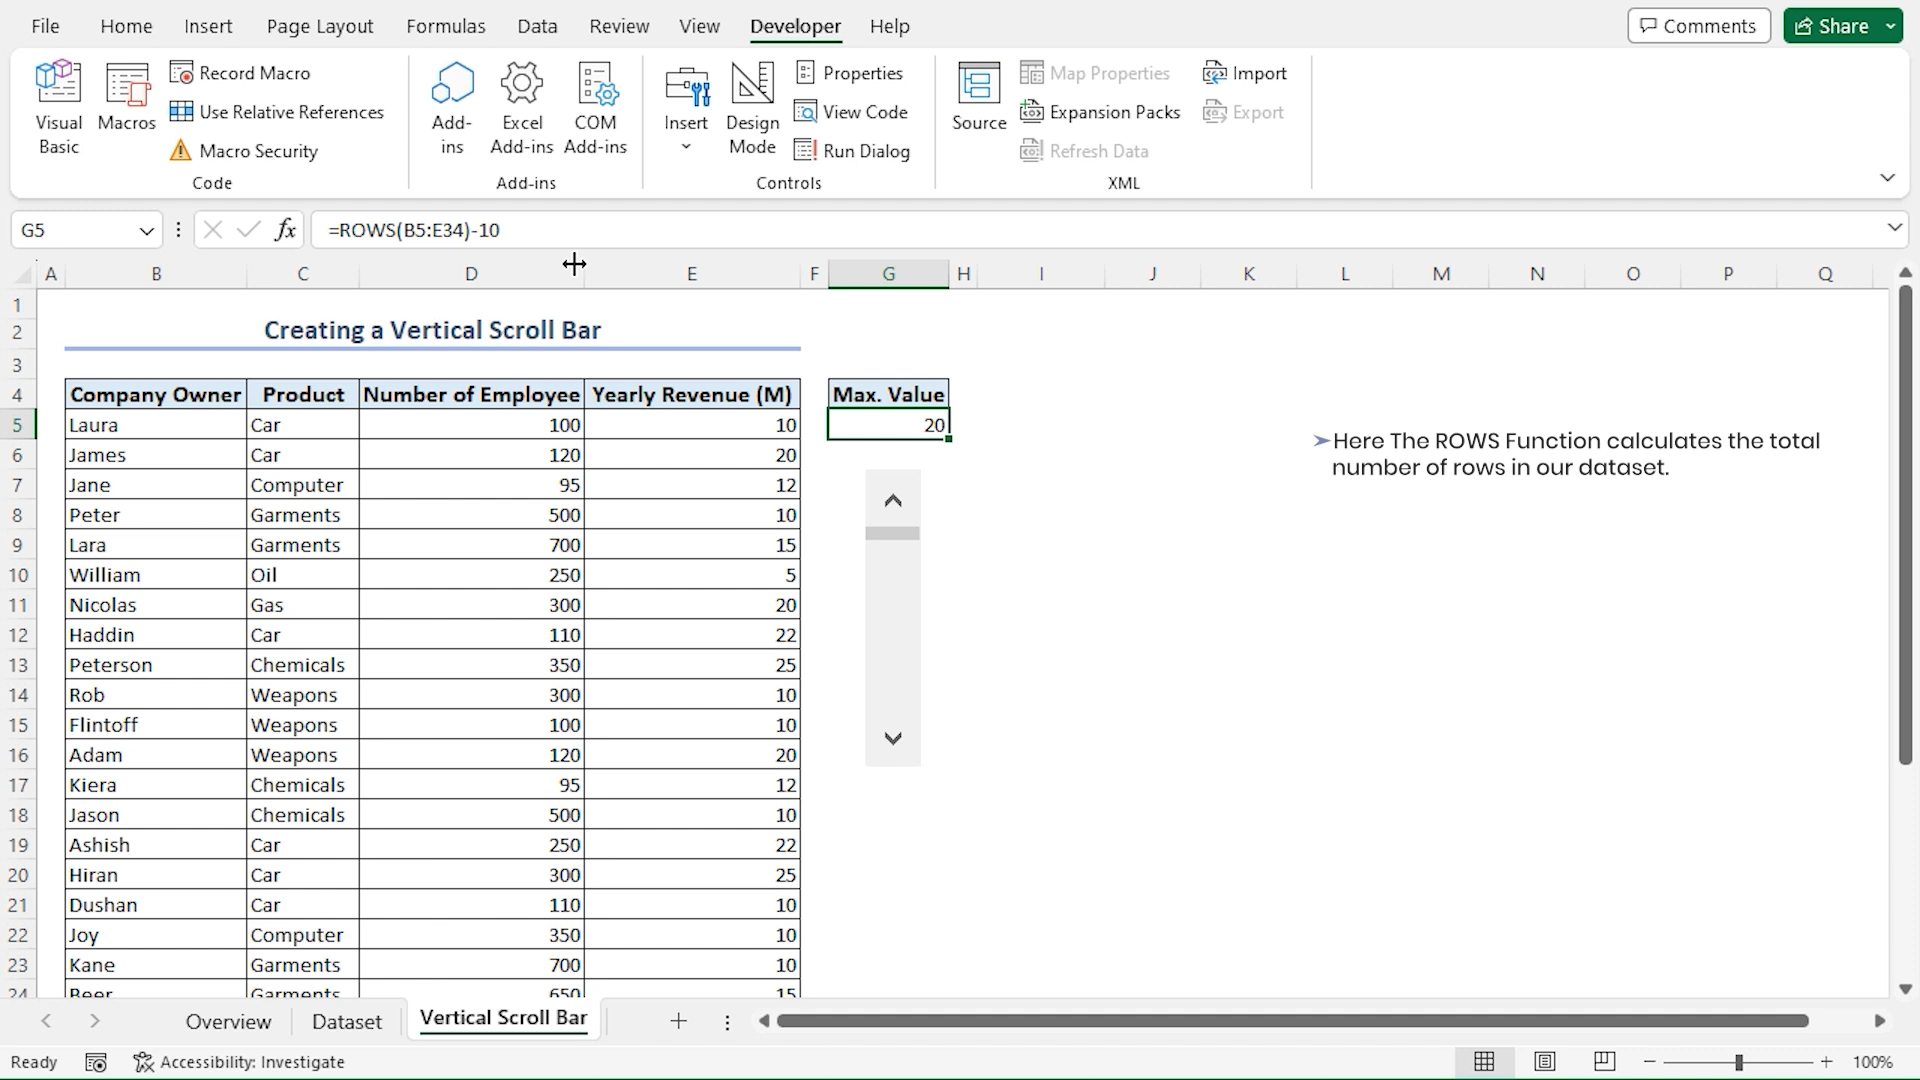 File Home Insert Page Layout Formulas Data Review View Developer Help Comments Share
Visual Basic
Macros
Record Macro
Use Relative References
Macro Security
Code
Add-ins
Excel Add-ins
COM Add-ins
Add-ins
Insert
Design Mode
Properties
View Code
Run Dialog
Controls
Source
Map Properties
Expansion Packs
Refresh Data
Import
Export
XML
G5 fx =ROWS(B5:E34)-10
A B C D E F G H I J K L M N O P Q
1
2 Creating a Vertical Scroll Bar
3
4 Company Owner Product Number of Employee Yearly Revenue (M) Max. Value
5 Laura Car 100 10 20
6 James Car 120 20
7 Jane Computer 95 12
8 Peter Garments 500 10
9 Lara Garments 700 15
10 William Oil 250 5
11 Nicolas Gas 300 20
12 Haddin Car 110 22
13 Peterson Chemicals 350 25
14 Rob Weapons 300 10
15 Flintoff Weapons 100 10
16 Adam Weapons 120 20
17 Kiera Chemicals 95 12
18 Jason Chemicals 500 10
19 Ashish Car 250 22
20 Hiran Car 300 25
21 Dushan Car 110 10
22 Joy Computer 350 10
23 Kane Garments 700 10
24 Beer Garments 650 15
➤Here The ROWS Function calculates the total
number of rows in our dataset.
Overview Dataset Vertical Scroll Bar
Ready Accessibility: Investigate 100%